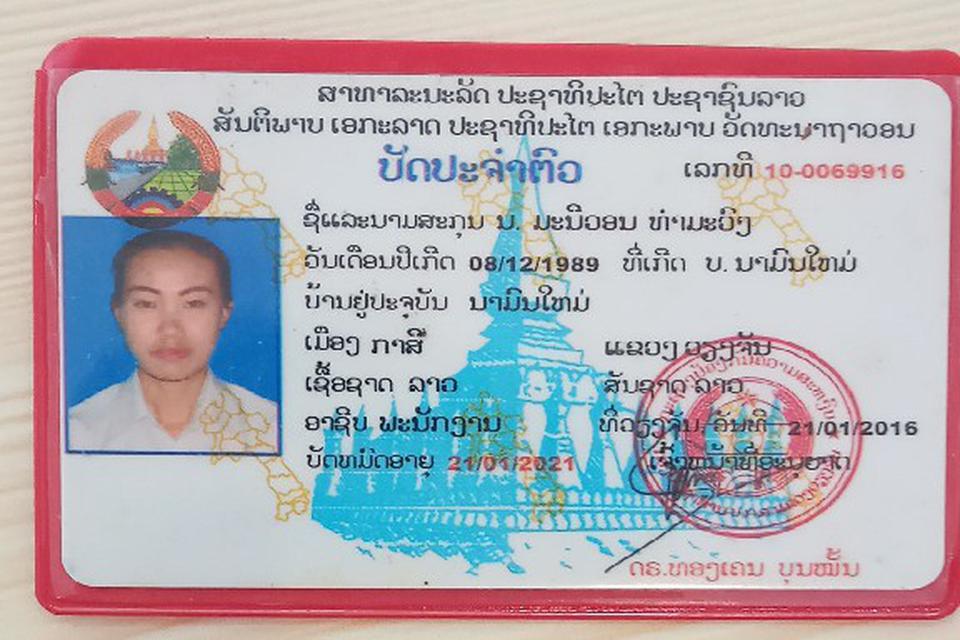 ສາທາລະນະລັດ ປະຊາທິປະໄຕ ປະຊາຊົນລາວ
ສັນຕິພາບ ເອກະລາດ ປະຊາທິປະໄຕ ເອກະພາບ ວັດທະນາຖາວອນ
ບັດປະຈຳຕົວ ເລກທີ 10-0069916
ຊື່ແລະນາມສະກຸນ ນ. ມະນີວອນ ທຳມະວົງ
ວັນເດືອນປີເກີດ 08/12/1989 ທີ່ເກີດ ບ. ນາມົນໃຫມ່
ບ້ານຢູ່ປະຈຸບັນ ນາມົນໃຫມ່
ເມືອງ ກາສີ ແຂວງ ວຽງຈັນ
ເຊື້ອຊາດ ລາວ ສັນຊາດ ລາວ
ອາຊີບ ພະນັກງານ ທີ່ວຽງຈັນ, ວັນທີ 21/01/2016
ບັດຫມົດອາຍຸ 21/01/2021 ເຈົ້າຫນ້າທີ່ອະນຸຍາດ
ດຣ.ທອງເຄນ ບຸນໝັ້ນ